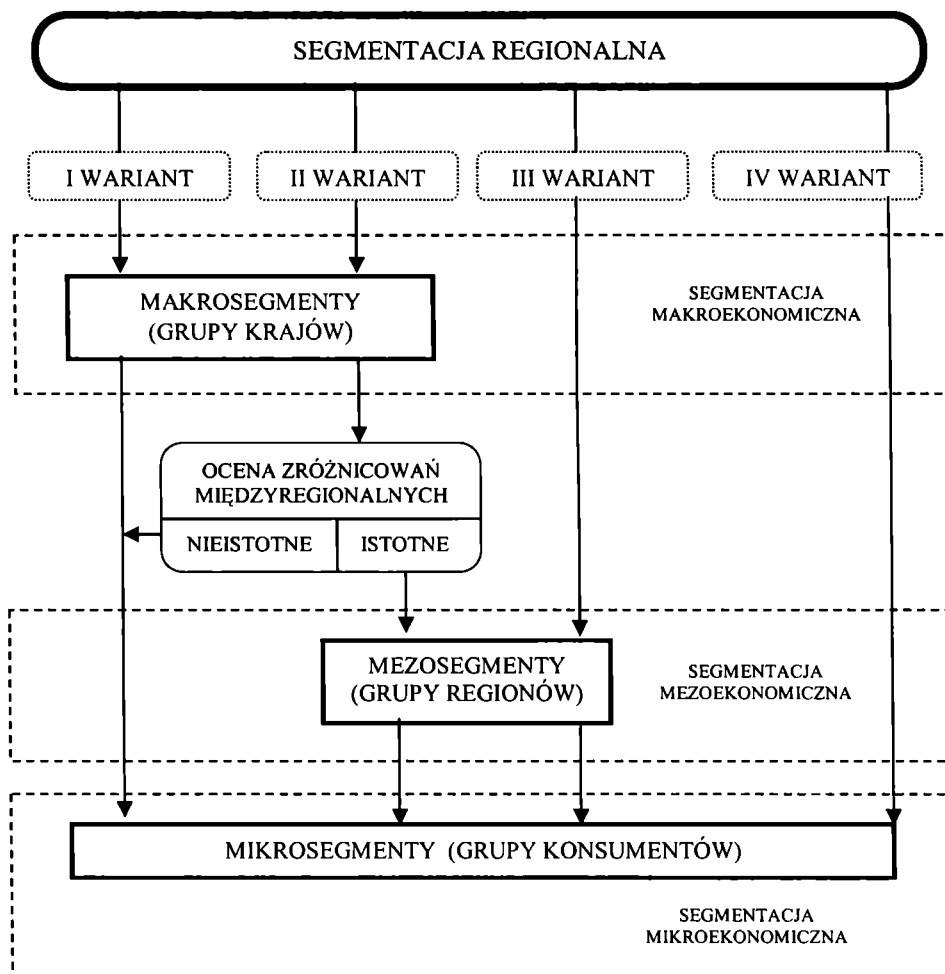 SEGMENTACJA REGIONALNA
I WARIANT
II WARIANT
III WARIANT
IV WARIANT
MAKROSEGMENTY
(GRUPY KRAJÓW)
SEGMENTACJA
MAKROEKONOMICZNA
OCENA ZRÓŻNICOWAŃ
MIĘDZYREGIONALNYCH
NIEISTOTNE
ISTOTNE
MEZOSEGMENTY
(GRUPY REGIONÓW)
SEGMENTACJA
MEZOEKONOMICZNA
MIKROSEGMENTY (GRUPY KONSUMENTÓW)
SEGMENTACJA
MIKROEKONOMICZNA